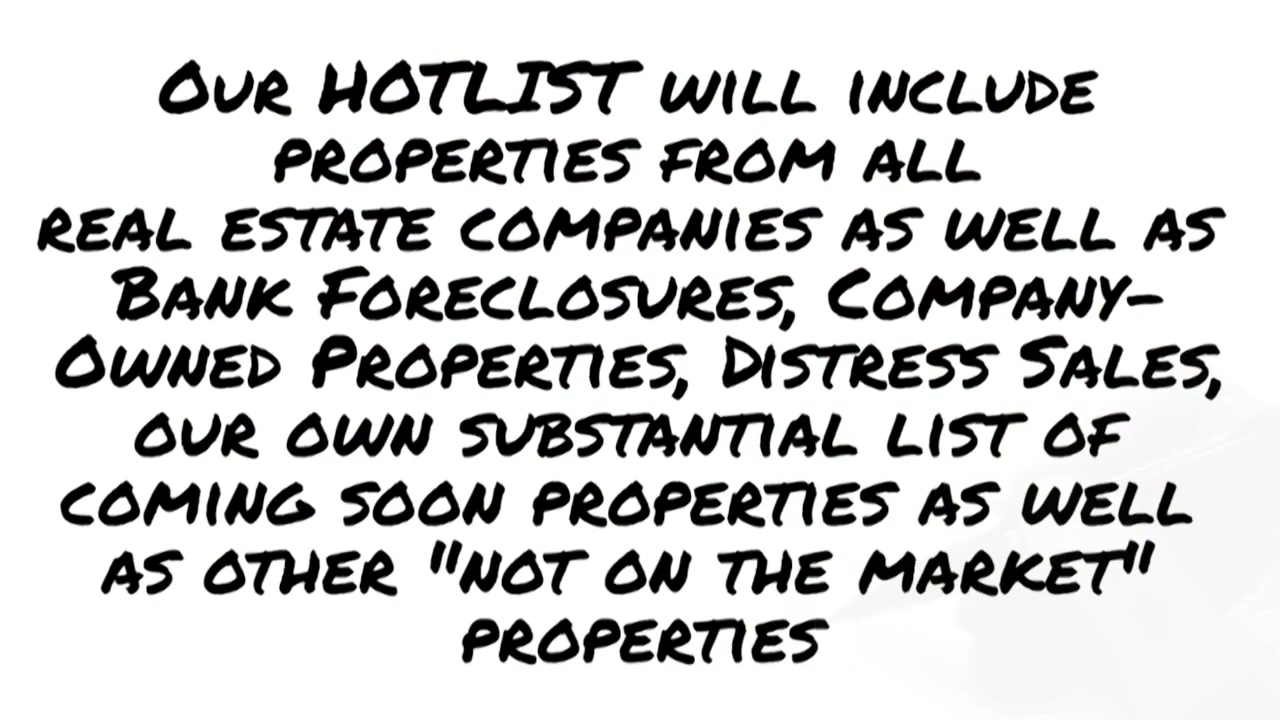 Our HOTLIST will include
properties from all
real estate companies as well as
Bank Foreclosures, Company-
Owned Properties, Distress Sales,
our own substantial list of
coming soon properties as well
as other "not on the market"
properties